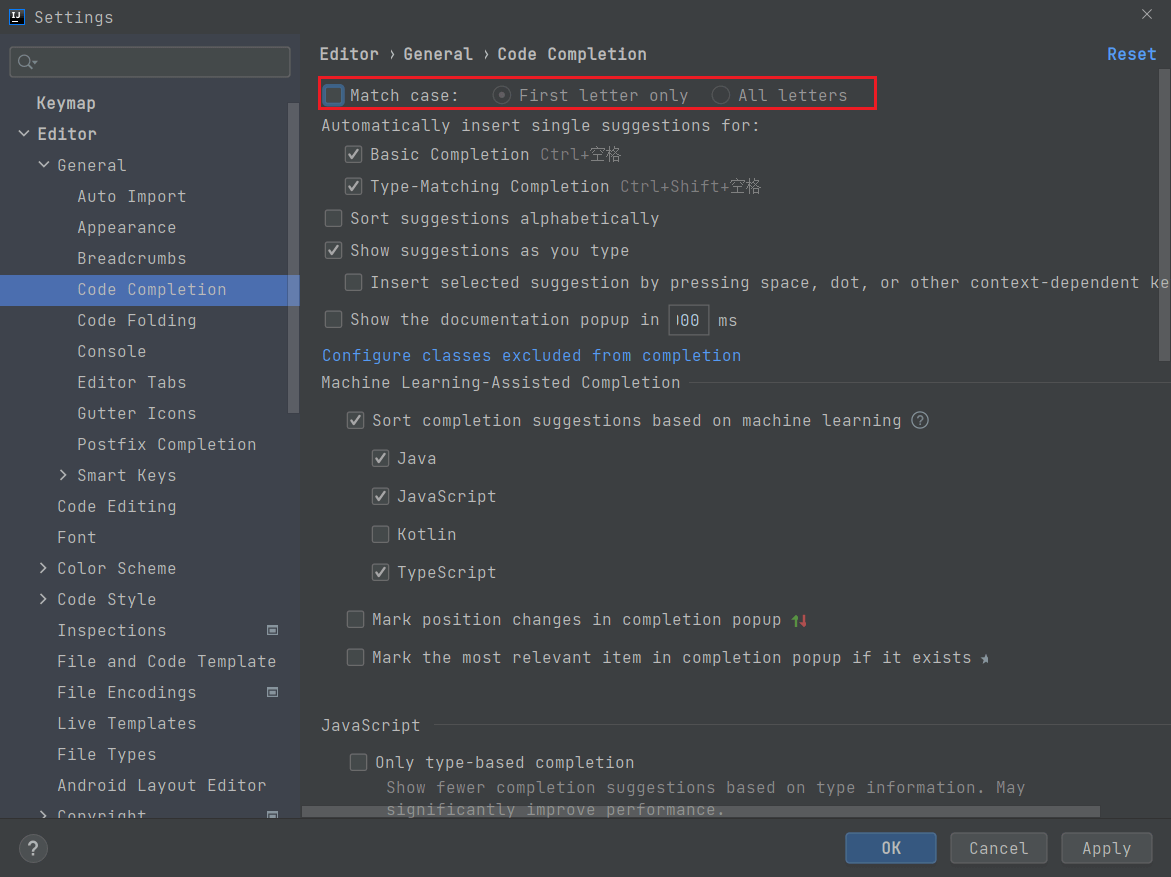 Settings
Keymap
Editor
General
Auto Import
Appearance
Breadcrumbs
Code Completion
Code Folding
Console
Editor Tabs
Gutter Icons
Postfix Completion
Smart Keys
Code Editing
Font
Color Scheme
Code Style
Inspections
File and Code Template
File Encodings
Live Templates
File Types
Android Layout Editor
Copyright
Editor › General › Code Completion
Reset
Match case: First letter only All letters
Automatically insert single suggestions for:
Basic Completion Ctrl+空格
Type-Matching Completion Ctrl+Shift+空格
Sort suggestions alphabetically
Show suggestions as you type
Insert selected suggestion by pressing space, dot, or other context-dependent ke
Show the documentation popup in 00 ms
Configure classes excluded from completion
Machine Learning-Assisted Completion
Sort completion suggestions based on machine learning ?
Java
JavaScript
Kotlin
TypeScript
Mark position changes in completion popup
Mark the most relevant item in completion popup if it exists
JavaScript
Only type-based completion
Show fewer completion suggestions based on type information. May
significantly improve performance.
?
OK Cancel Apply